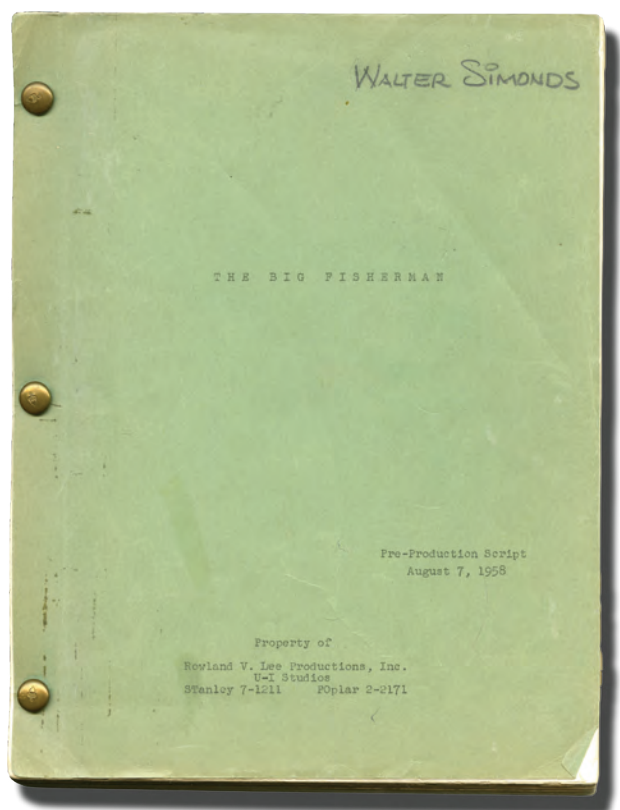 WALTER SIMONDS
THE BIG FISHERMAN
Pre-Production Script
August 7, 1958
Property of
Rowland V. Lee Productions, Inc.
U-I Studios
STanley 7-1211 POplar 2-2171